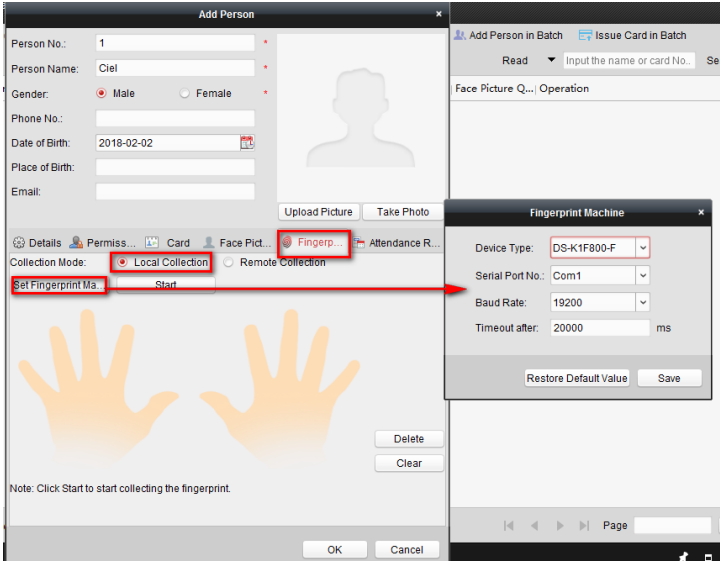 Add Person
×
Person No.: 1 *
Person Name: Ciel *
Gender: Male Female *
Phone No.:
Date of Birth: 2018-02-02
Place of Birth:
Email:
Upload Picture Take Photo
Details Permiss... Card Face Pict... Fingerp... Attendance R...
Collection Mode: Local Collection Remote Collection
Set Fingerprint Ma... Start
Delete
Clear
Note: Click Start to start collecting the fingerprint.
OK Cancel
Add Person in Batch Issue Card in Batch
Read Input the name or card No.. Se
Face Picture Q... Operation
Fingerprint Machine ×
Device Type: DS-K1F800-F
Serial Port No.: Com1
Baud Rate: 19200
Timeout after: 20000 ms
Restore Default Value Save
Page